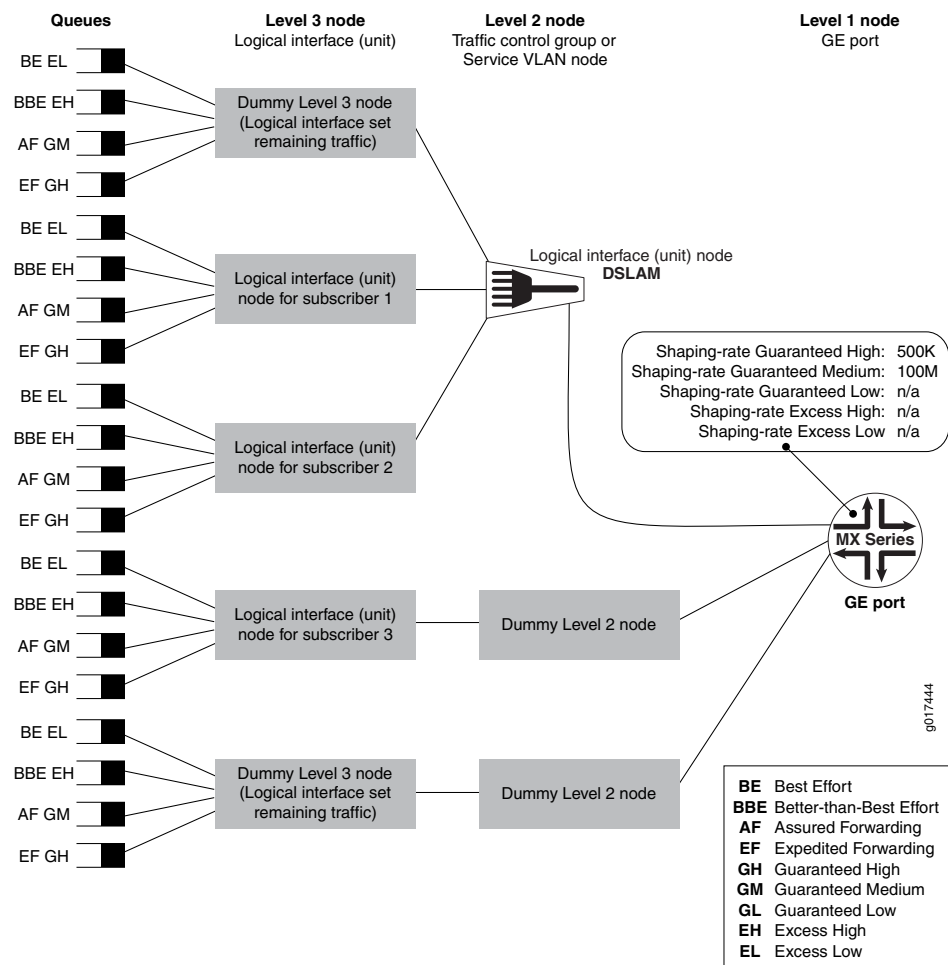 Queues
Level 3 node
Logical interface (unit)
Level 2 node
Traffic control group or
Service VLAN node
Level 1 node
GE port
BE EL
BBE EH
AF GM
EF GH
Dummy Level 3 node
(Logical interface set
remaining traffic)
BE EL
BBE EH
AF GM
EF GH
Logical interface (unit)
node for subscriber 1
Logical interface (unit) node
DSLAM
BE EL
BBE EH
AF GM
EF GH
Logical interface (unit)
node for subscriber 2
Shaping-rate Guaranteed High: 500K
Shaping-rate Guaranteed Medium: 100M
Shaping-rate Guaranteed Low: n/a
Shaping-rate Excess High: n/a
Shaping-rate Excess Low n/a
MX Series
GE port
BE EL
BBE EH
AF GM
EF GH
Logical interface (unit)
node for subscriber 3
Dummy Level 2 node
BE EL
BBE EH
AF GM
EF GH
Dummy Level 3 node
(Logical interface set
remaining traffic)
Dummy Level 2 node
g017444
BE Best Effort
BBE Better-than-Best Effort
AF Assured Forwarding
EF Expedited Forwarding
GH Guaranteed High
GM Guaranteed Medium
GL Guaranteed Low
EH Excess High
EL Excess Low